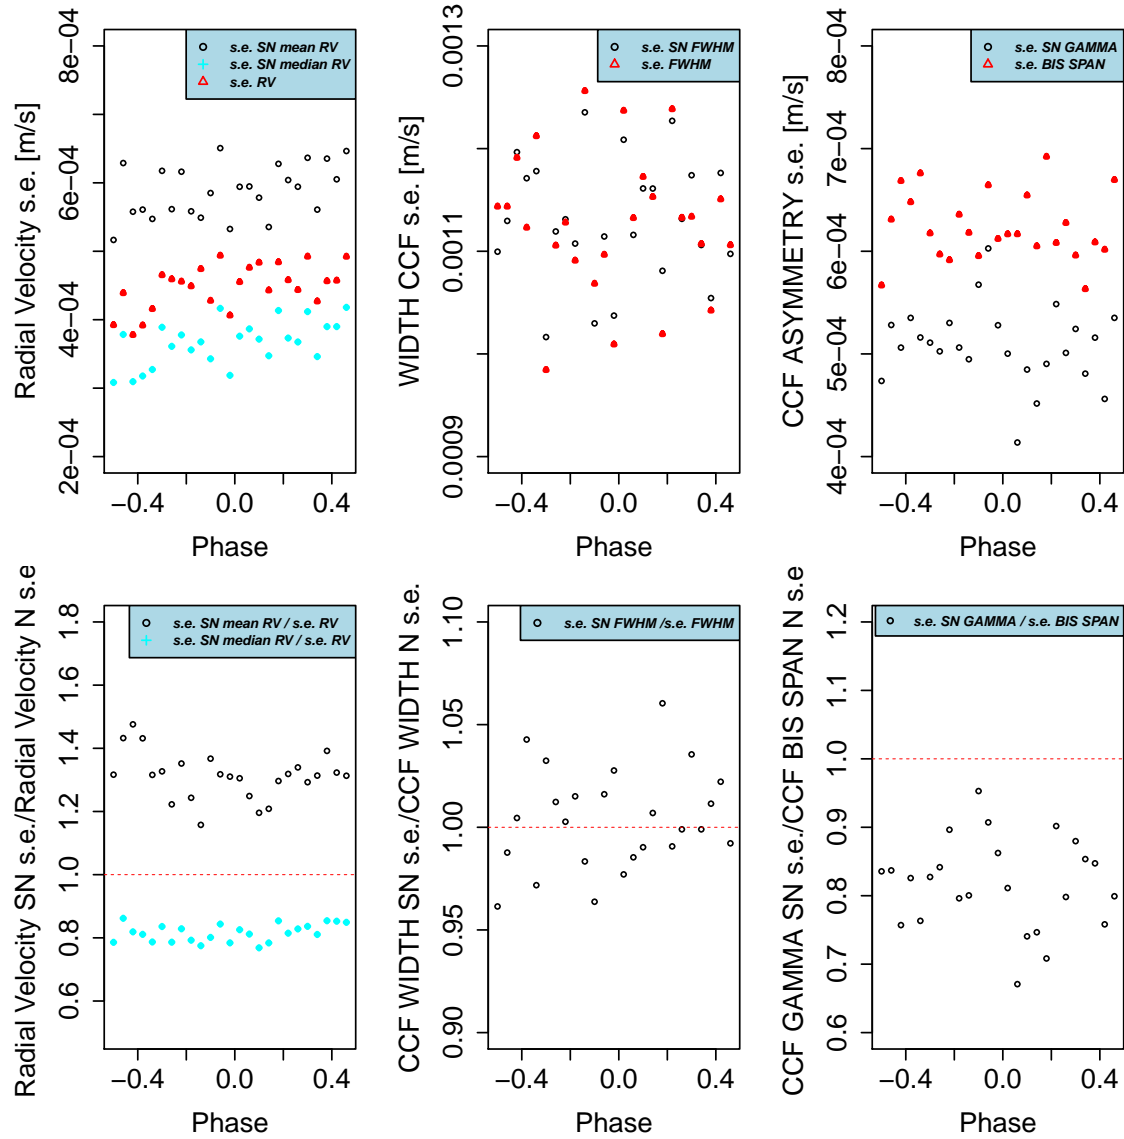 Radial Velocity s.e. [m/s]
2e−04 4e−04 6e−04 8e−04
s.e. SN mean RV
s.e. SN median RV
s.e. RV
−0.4 0.0 0.4
Phase
WIDTH CCF s.e. [m/s]
0.0009 0.0011 0.0013
s.e. SN FWHM
s.e. FWHM
−0.4 0.0 0.4
Phase
CCF ASYMMETRY s.e. [m/s]
4e−04 5e−04 6e−04 7e−04 8e−04
s.e. SN GAMMA
s.e. BIS SPAN
−0.4 0.0 0.4
Phase
Radial Velocity SN s.e./Radial Velocity N s.e
0.6 0.8 1.0 1.2 1.4 1.6 1.8
s.e. SN mean RV / s.e. RV
s.e. SN median RV / s.e. RV
−0.4 0.0 0.4
Phase
CCF WIDTH SN s.e./CCF WIDTH N s.e.
0.90 0.95 1.00 1.05 1.10
s.e. SN FWHM /s.e. FWHM
−0.4 0.0 0.4
Phase
CCF GAMMA SN s.e./CCF BIS SPAN N s.e
0.6 0.7 0.8 0.9 1.0 1.1 1.2
s.e. SN GAMMA / s.e. BIS SPAN
−0.4 0.0 0.4
Phase